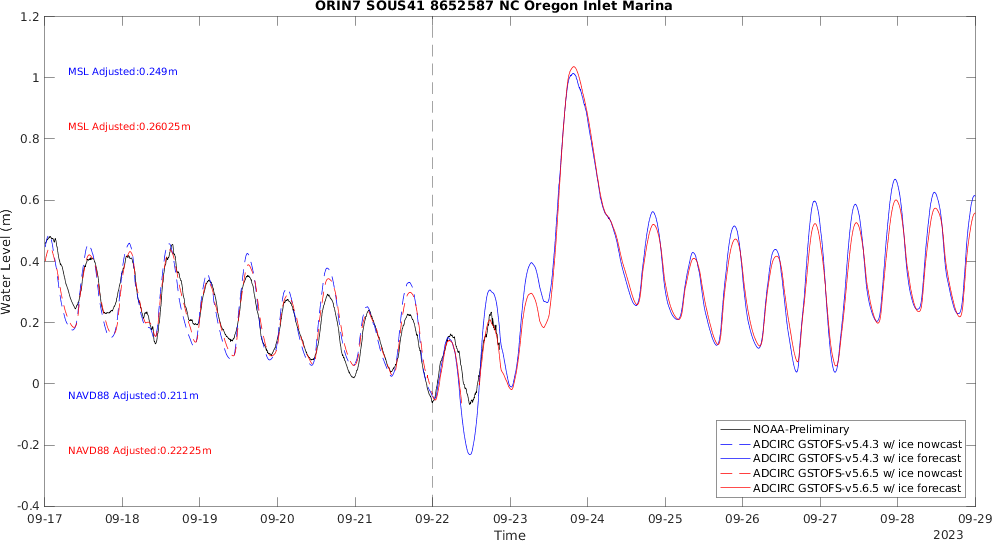 ORIN7 SOUS41 8652587 NC Oregon Inlet Marina
1.2
1
0.8
0.6
0.4
0.2
0
-0.2
-0.4
Water Level (m)
MSL Adjusted:0.249m
MSL Adjusted:0.26025m
NAVD88 Adjusted:0.211m
NAVD88 Adjusted:0.22225m
NOAA-Preliminary
ADCIRC GSTOFS-v5.4.3 w/ ice nowcast
ADCIRC GSTOFS-v5.4.3 w/ ice forecast
ADCIRC GSTOFS-v5.6.5 w/ ice nowcast
ADCIRC GSTOFS-v5.6.5 w/ ice forecast
09-17 09-18 09-19 09-20 09-21 09-22 09-23 09-24 09-25 09-26 09-27 09-28 09-29
Time
2023